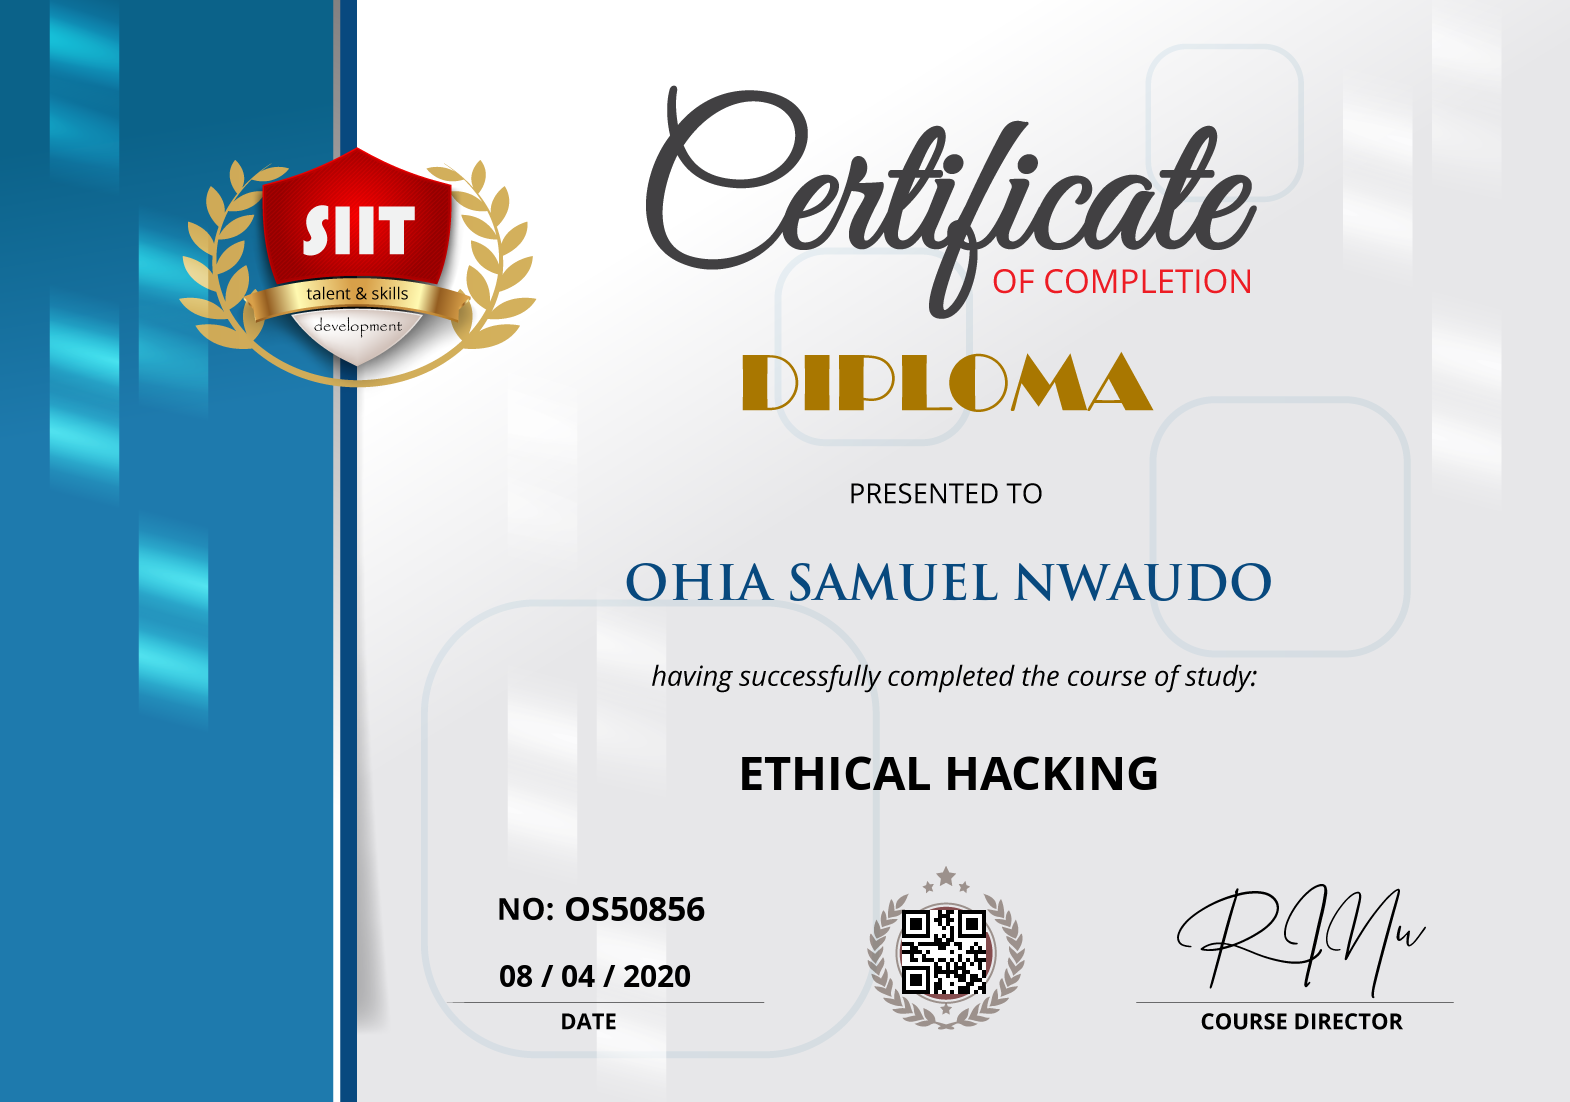 SIIT
talent & skills
development
Certificate
OF COMPLETION
DIPLOMA
PRESENTED TO
OHIA SAMUEL NWAUDO
having successfully completed the course of study:
ETHICAL HACKING
NO: OS50856
08 / 04 / 2020
DATE
COURSE DIRECTOR